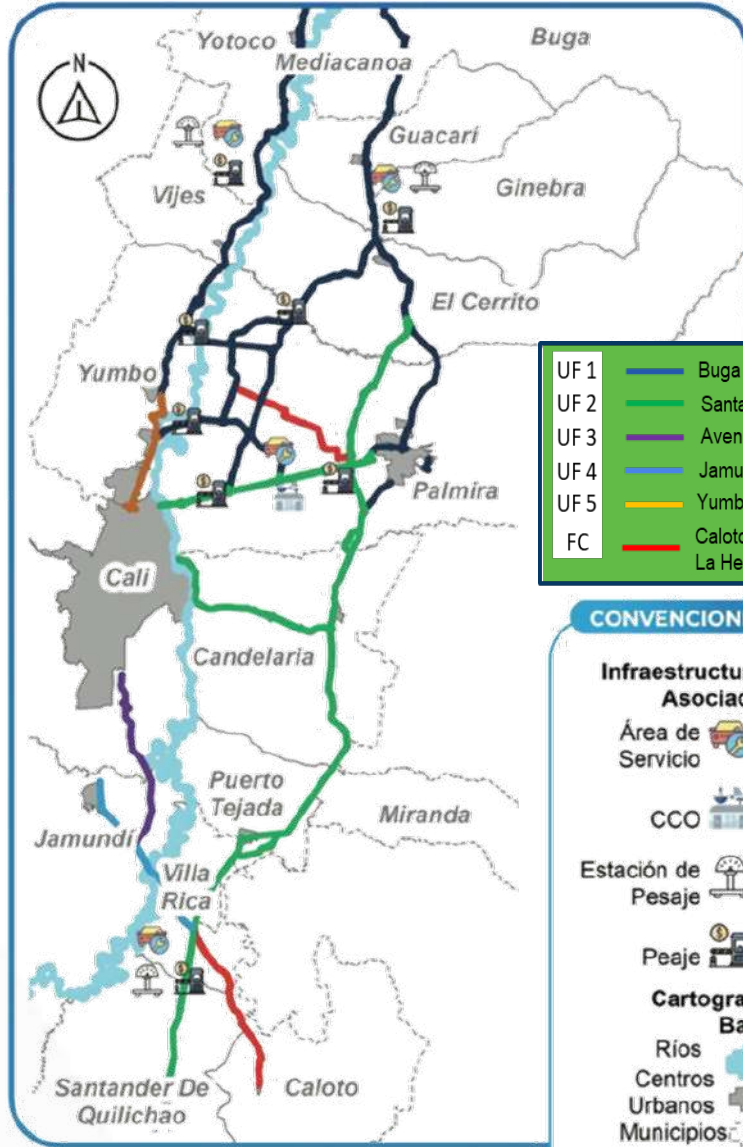 Yotoco
Buga
Mediacanoa
N
Guacarí
Ginebra
Vijes
El Cerrito
Yumbo
Palmira
Cali
Candelaria
Puerto
Tejada
Miranda
Jamundí
Villa
Rica
Santander De
Quilichao
Caloto
UF 1 Buga
UF 2 Santa
UF 3 Aven
UF 4 Jamu
UF 5 Yumb
FC Caloto
La He
CONVENCION
Infraestructu
Asociad
Área de
Servicio
CCO
Estación de
Pesaje
Peaje
Cartogra
Ba
Ríos
Centros
Urbanos
Municipios